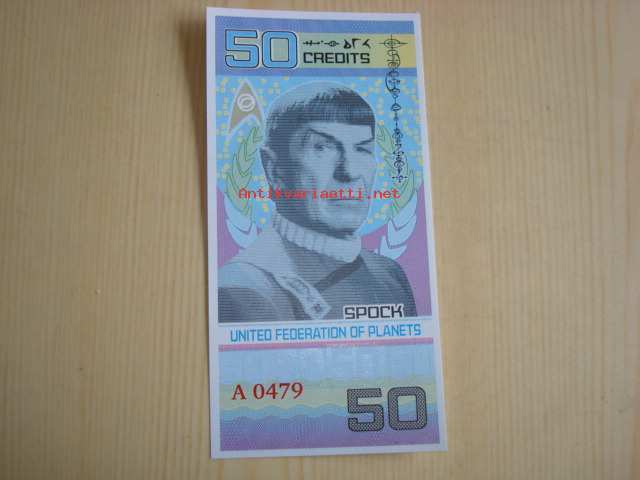 50
CREDITS
Antikvariaatti.net
SPOCK
UNITED FEDERATION OF PLANETS
A 0479
50